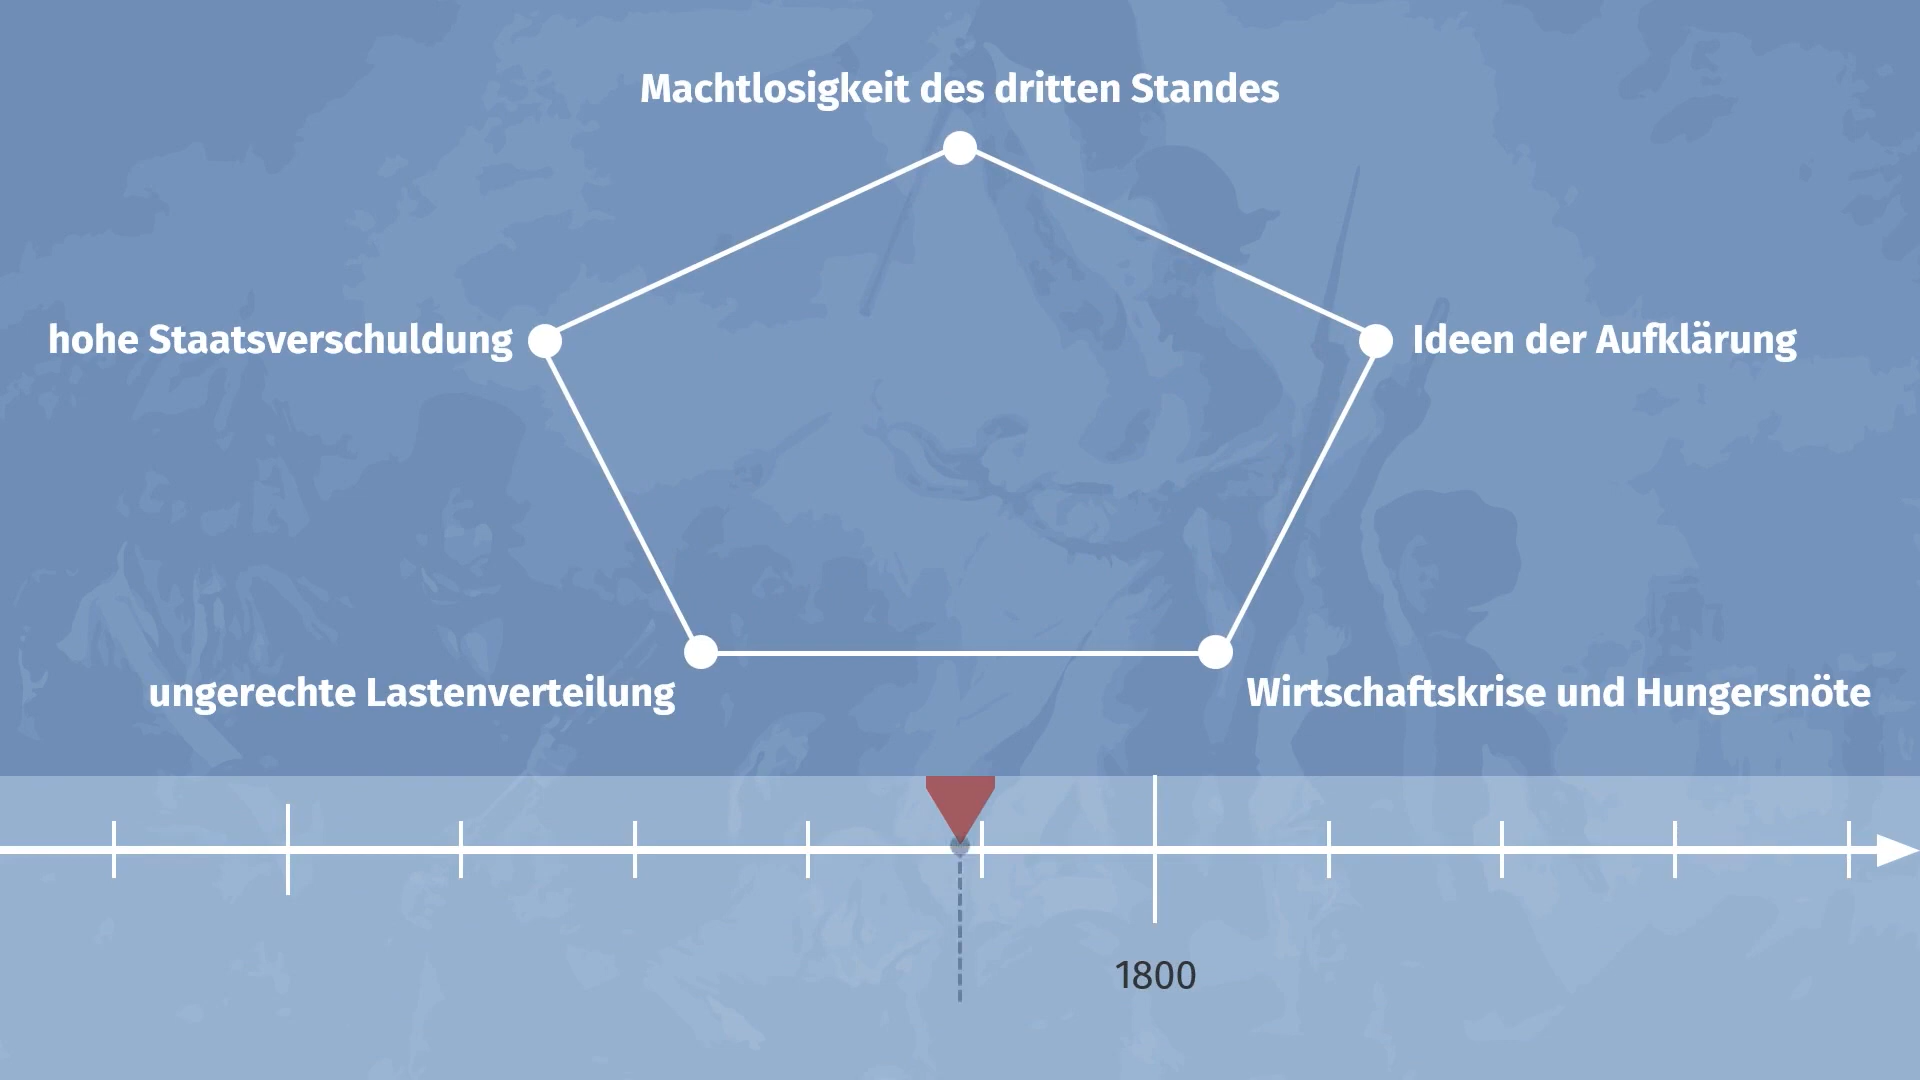 Machtlosigkeit des dritten Standes
hohe Staatsverschuldung
Ideen der Aufklärung
ungerechte Lastenverteilung
Wirtschaftskrise und Hungersnöte
1800